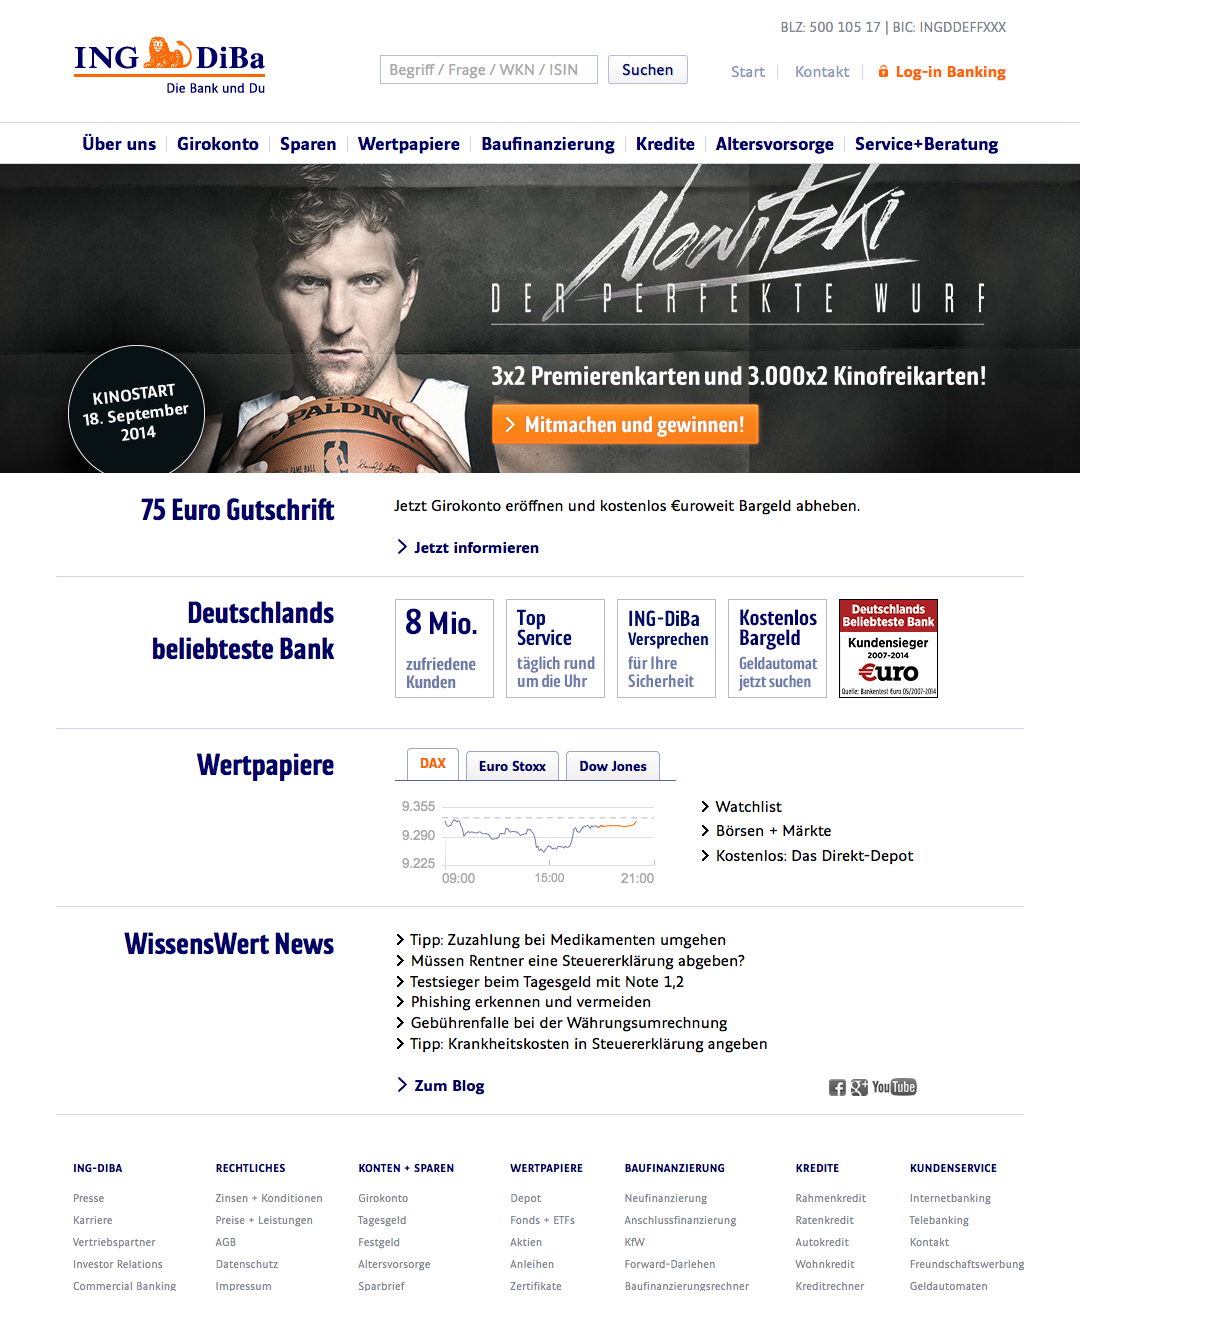 BLZ: 500 105 17 | BIC: INGDDEFFXXX
ING DiBa
Die Bank und Du
Begriff / Frage / WKN / ISIN
Suchen
Start
Kontakt
Log-in Banking
Über uns
Girokonto
Sparen
Wertpapiere
Baufinanzierung
Kredite
Altersvorsorge
Service+Beratung
Nowitzki
DER PERFEKTE WURF
3x2 Premierenkarten und 3.000x2 Kinofreikarten!
Mitmachen und gewinnen!
KINOSTART
18. September
2014
SPALDING
GAME BALL
NBA
75 Euro Gutschrift
Jetzt Girokonto eröffnen und kostenlos €uroweit Bargeld abheben.
Jetzt informieren
Deutschlands
beliebteste Bank
8 Mio.
zufriedene
Kunden
Top
Service
täglich rund
um die Uhr
ING-DiBa
Versprechen
für Ihre
Sicherheit
Kostenlos
Bargeld
Geldautomat
jetzt suchen
Deutschlands
Beliebteste Bank
Kundensieger
2007-2014
€uro
Quelle: Bankentest €uro 05/2007-2014
Wertpapiere
DAX
Euro Stoxx
Dow Jones
9.355
9.290
9.225
09:00
15:00
21:00
Watchlist
Börsen + Märkte
Kostenlos: Das Direkt-Depot
WissensWert News
Tipp: Zuzahlung bei Medikamenten umgehen
Müssen Rentner eine Steuererklärung abgeben?
Testsieger beim Tagesgeld mit Note 1,2
Phishing erkennen und vermeiden
Gebührenfalle bei der Währungsumrechnung
Tipp: Krankheitskosten in Steuererklärung angeben
Zum Blog
YouTube
ING-DIBA
Presse
Karriere
Vertriebspartner
Investor Relations
Commercial Banking
RECHTLICHES
Zinsen + Konditionen
Preise + Leistungen
AGB
Datenschutz
Impressum
KONTEN + SPAREN
Girokonto
Tagesgeld
Festgeld
Altersvorsorge
Sparbrief
WERTPAPIERE
Depot
Fonds + ETFs
Aktien
Anleihen
Zertifikate
BAUFINANZIERUNG
Neufinanzierung
Anschlussfinanzierung
KfW
Forward-Darlehen
Baufinanzierungsrechner
KREDITE
Rahmenkredit
Ratenkredit
Autokredit
Wohnkredit
Kreditrechner
KUNDENSERVICE
Internetbanking
Telebanking
Kontakt
Freundschaftswerbung
Geldautomaten